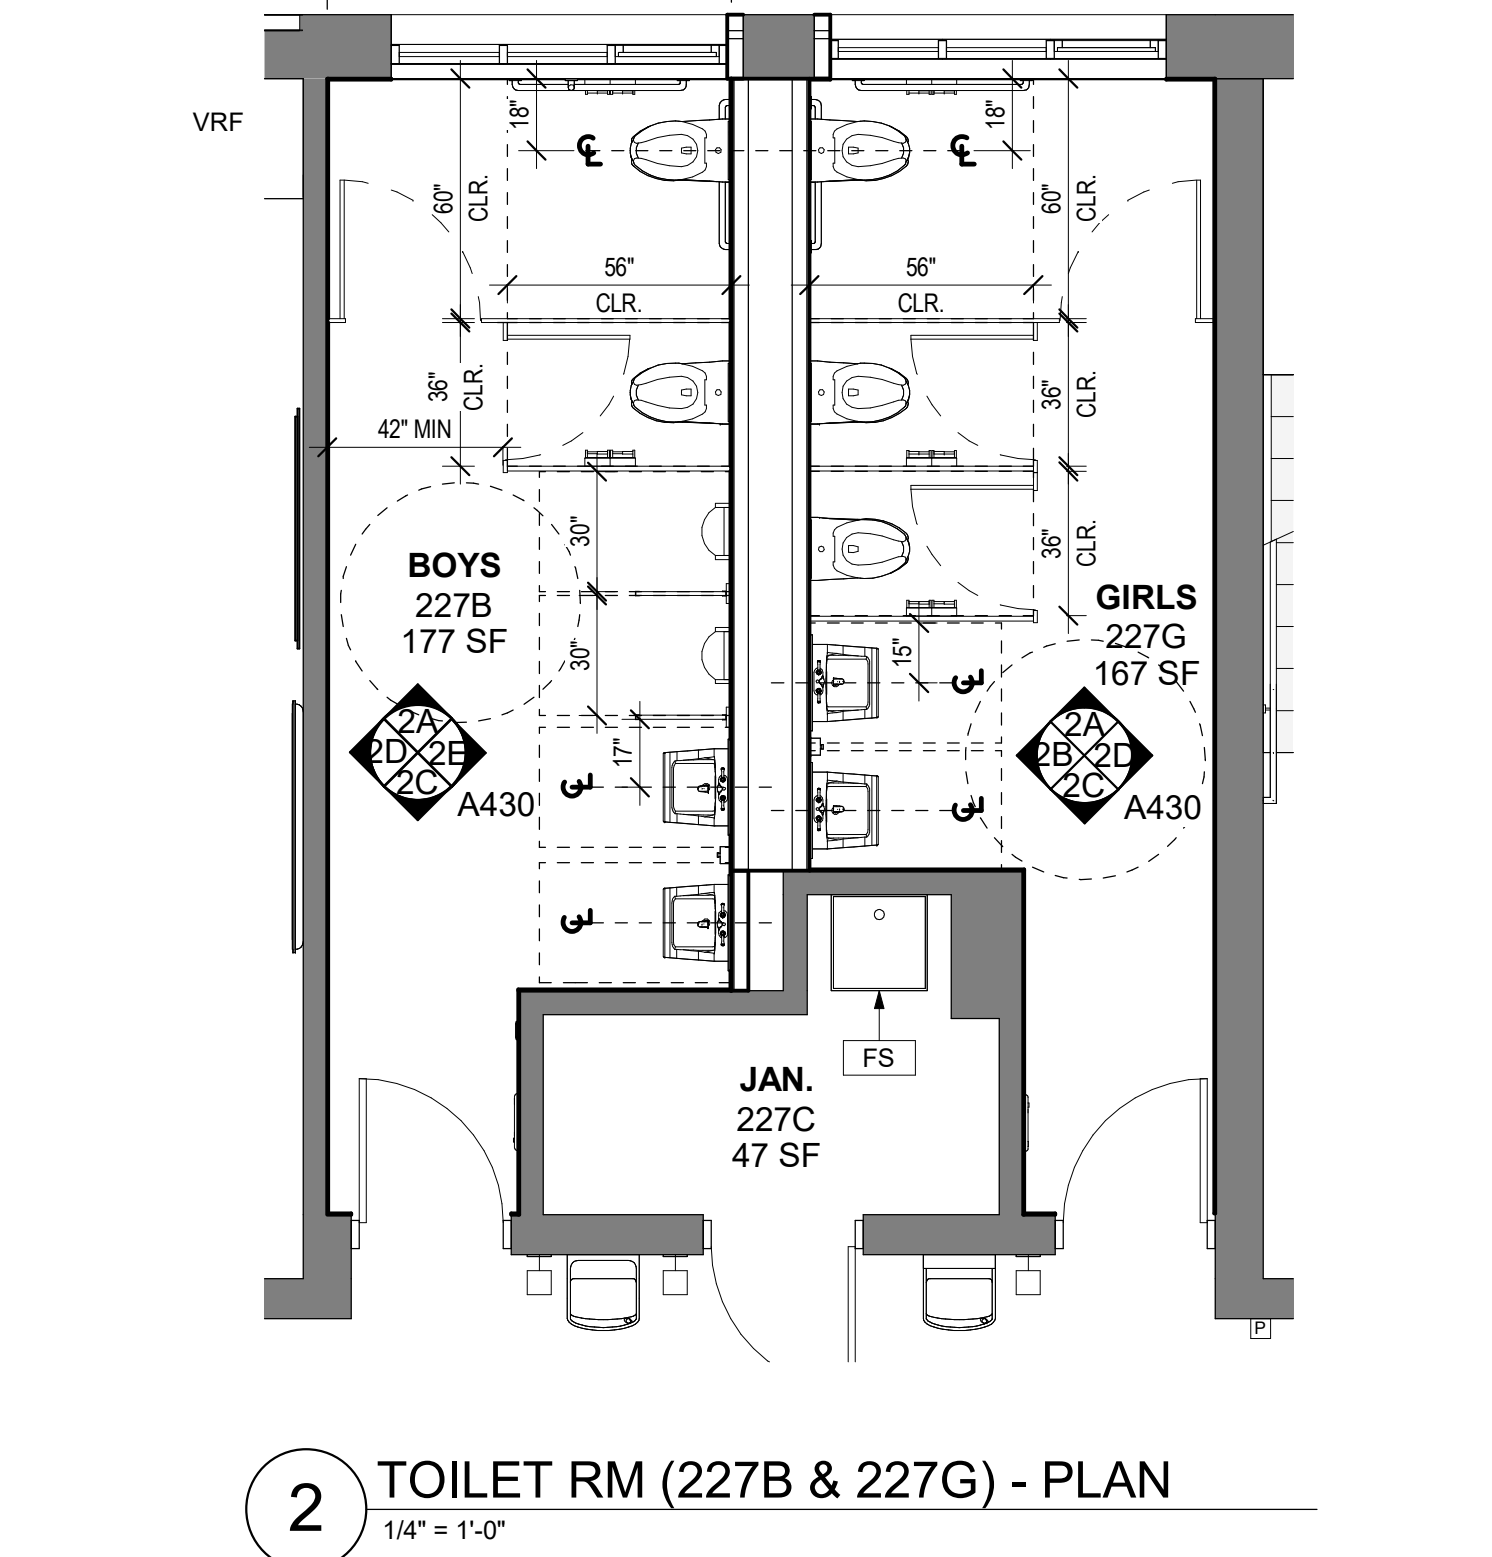 VRF
18"
18"
60"
CLR.
60"
CLR.
56"
CLR.
56"
CLR.
36"
CLR.
36"
CLR.
42" MIN
30"
36"
CLR.
BOYS
227B
177 SF
GIRLS
227G
167 SF
30"
15"
17"
2A
2D
2E
2C
A430
2A
2B
2D
2C
A430
FS
JAN.
227C
47 SF
P
2
TOILET RM (227B & 227G) - PLAN
1/4" = 1'-0"